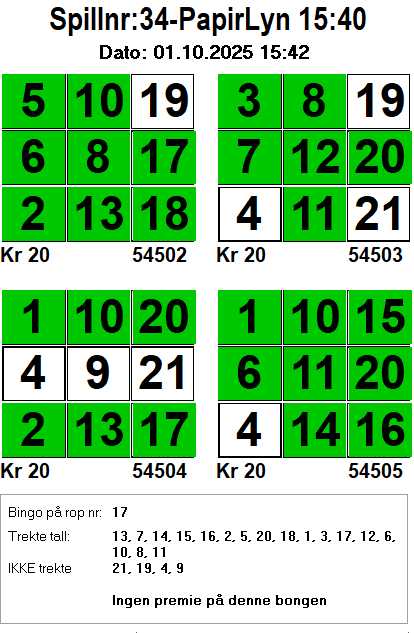 Spillnr:34-PapirLyn 15:40
Dato: 01.10.2025 15:42
5 10 19
6 8 17
2 13 18
Kr 20 54502
3 8 19
7 12 20
4 11 21
Kr 20 54503
1 10 20
4 9 21
2 13 17
Kr 20 54504
1 10 15
6 11 20
4 14 16
Kr 20 54505
Bingo på rop nr: 17
Trekte tall: 13, 7, 14, 15, 16, 2, 5, 20, 18, 1, 3, 17, 12, 6,
10, 8, 11
IKKE trekte 21, 19, 4, 9
Ingen premie på denne bongen